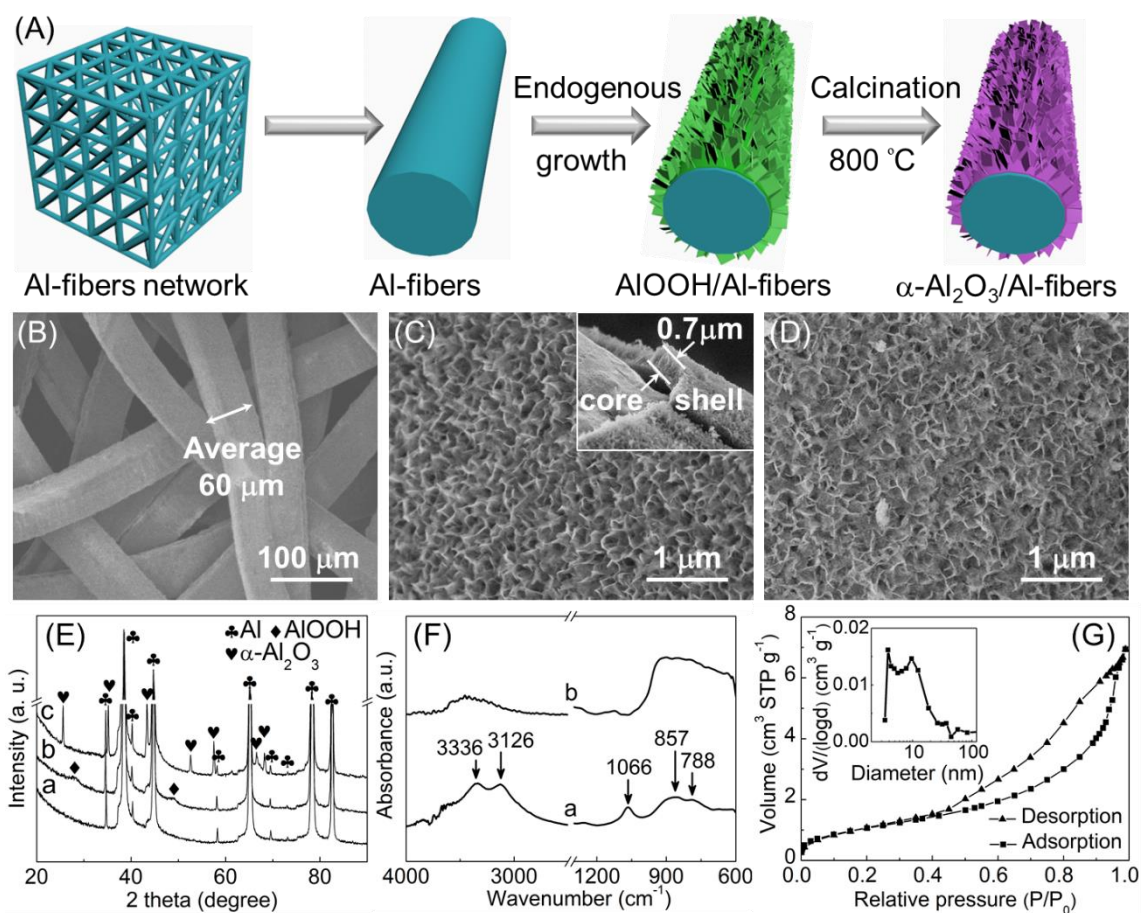 (A)
Endogenous
growth
Calcination
800 °C
Al-fibers network
Al-fibers
AlOOH/Al-fibers
α-Al₂O₃/Al-fibers
(B)
Average
60 μm
100 μm
(C)
0.7μm
core
shell
1 μm
(D)
1 μm
(E)
♣Al ♦AlOOH
♥α-Al₂O₃
c
b
a
Intensity (a. u.)
20 40 60 80
2 theta (degree)
(F)
b
3336 3126
1066
857
788
a
Absorbance (a.u.)
4000 3000 1200 900 600
Wavenumber (cm⁻¹)
(G)
8
6
4
2
0
Volume (cm³ STP g⁻¹)
0.02
0.01
0.00
dV/(logd) (cm³ g⁻¹)
10 100
Diameter (nm)
Desorption
Adsorption
0.0 0.2 0.4 0.6 0.8 1.0
Relative pressure (P/P₀)